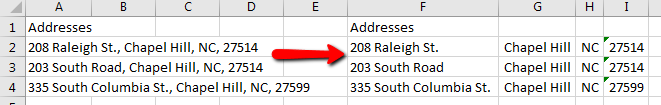 A B C D E F G H I
1 Addresses Addresses
2 208 Raleigh St., Chapel Hill, NC, 27514 208 Raleigh St. Chapel Hill NC 27514
3 203 South Road, Chapel Hill, NC, 27514 203 South Road Chapel Hill NC 27514
4 335 South Columbia St., Chapel Hill, NC, 27599 335 South Columbia St. Chapel Hill NC 27599